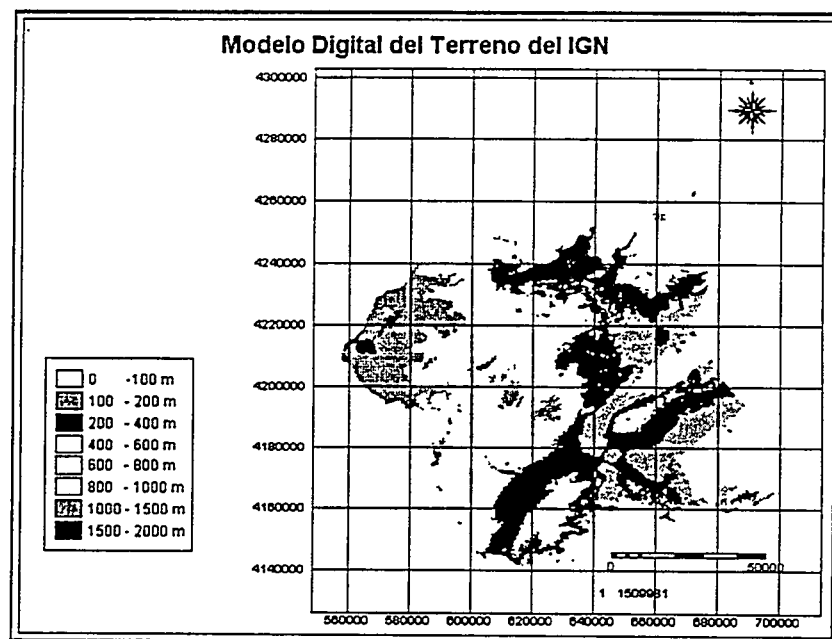 Modelo Digital del Terreno del IGN
4300000
4280000
4260000
4240000
4220000
4200000
4180000
4160000
4140000
0 -100 m
100 - 200 m
200 - 400 m
400 - 600 m
600 - 800 m
800 - 1000 m
1000 - 1500 m
1500 - 2000 m
0 50000
1 1509981
560000 580000 600000 620000 640000 660000 680000 700000